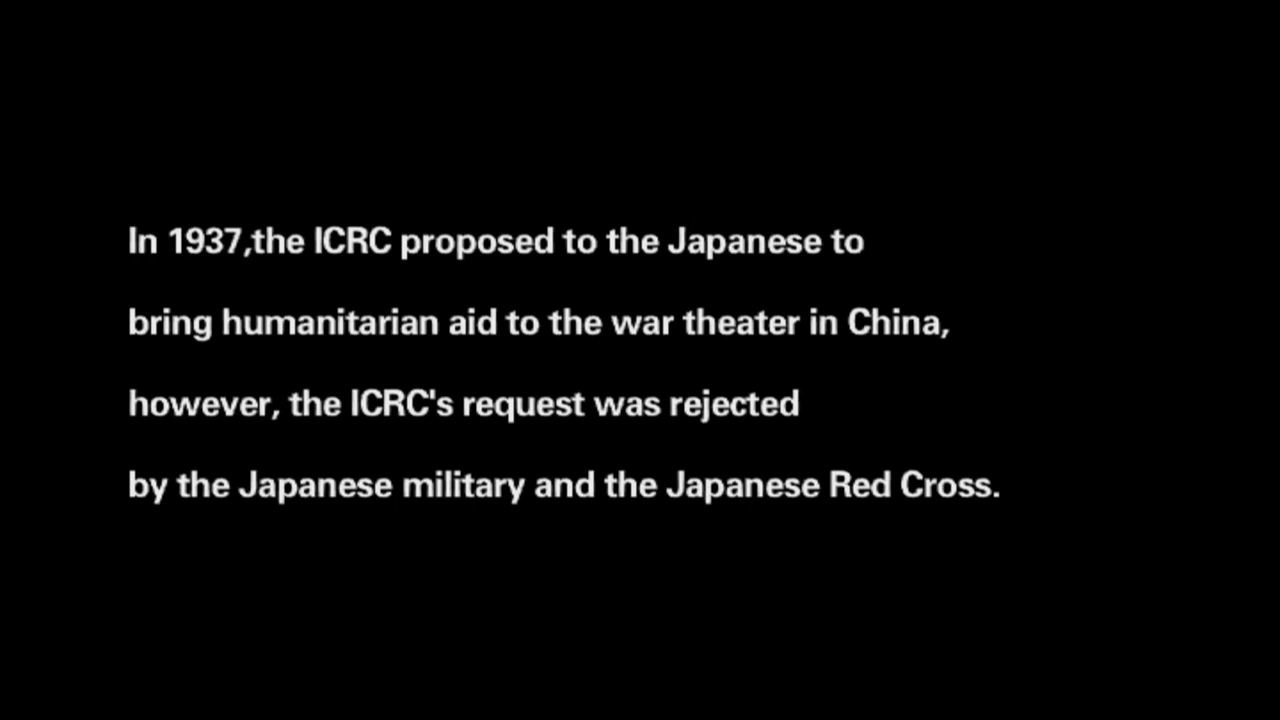 In 1937,the ICRC proposed to the Japanese to
bring humanitarian aid to the war theater in China,
however, the ICRC's request was rejected
by the Japanese military and the Japanese Red Cross.